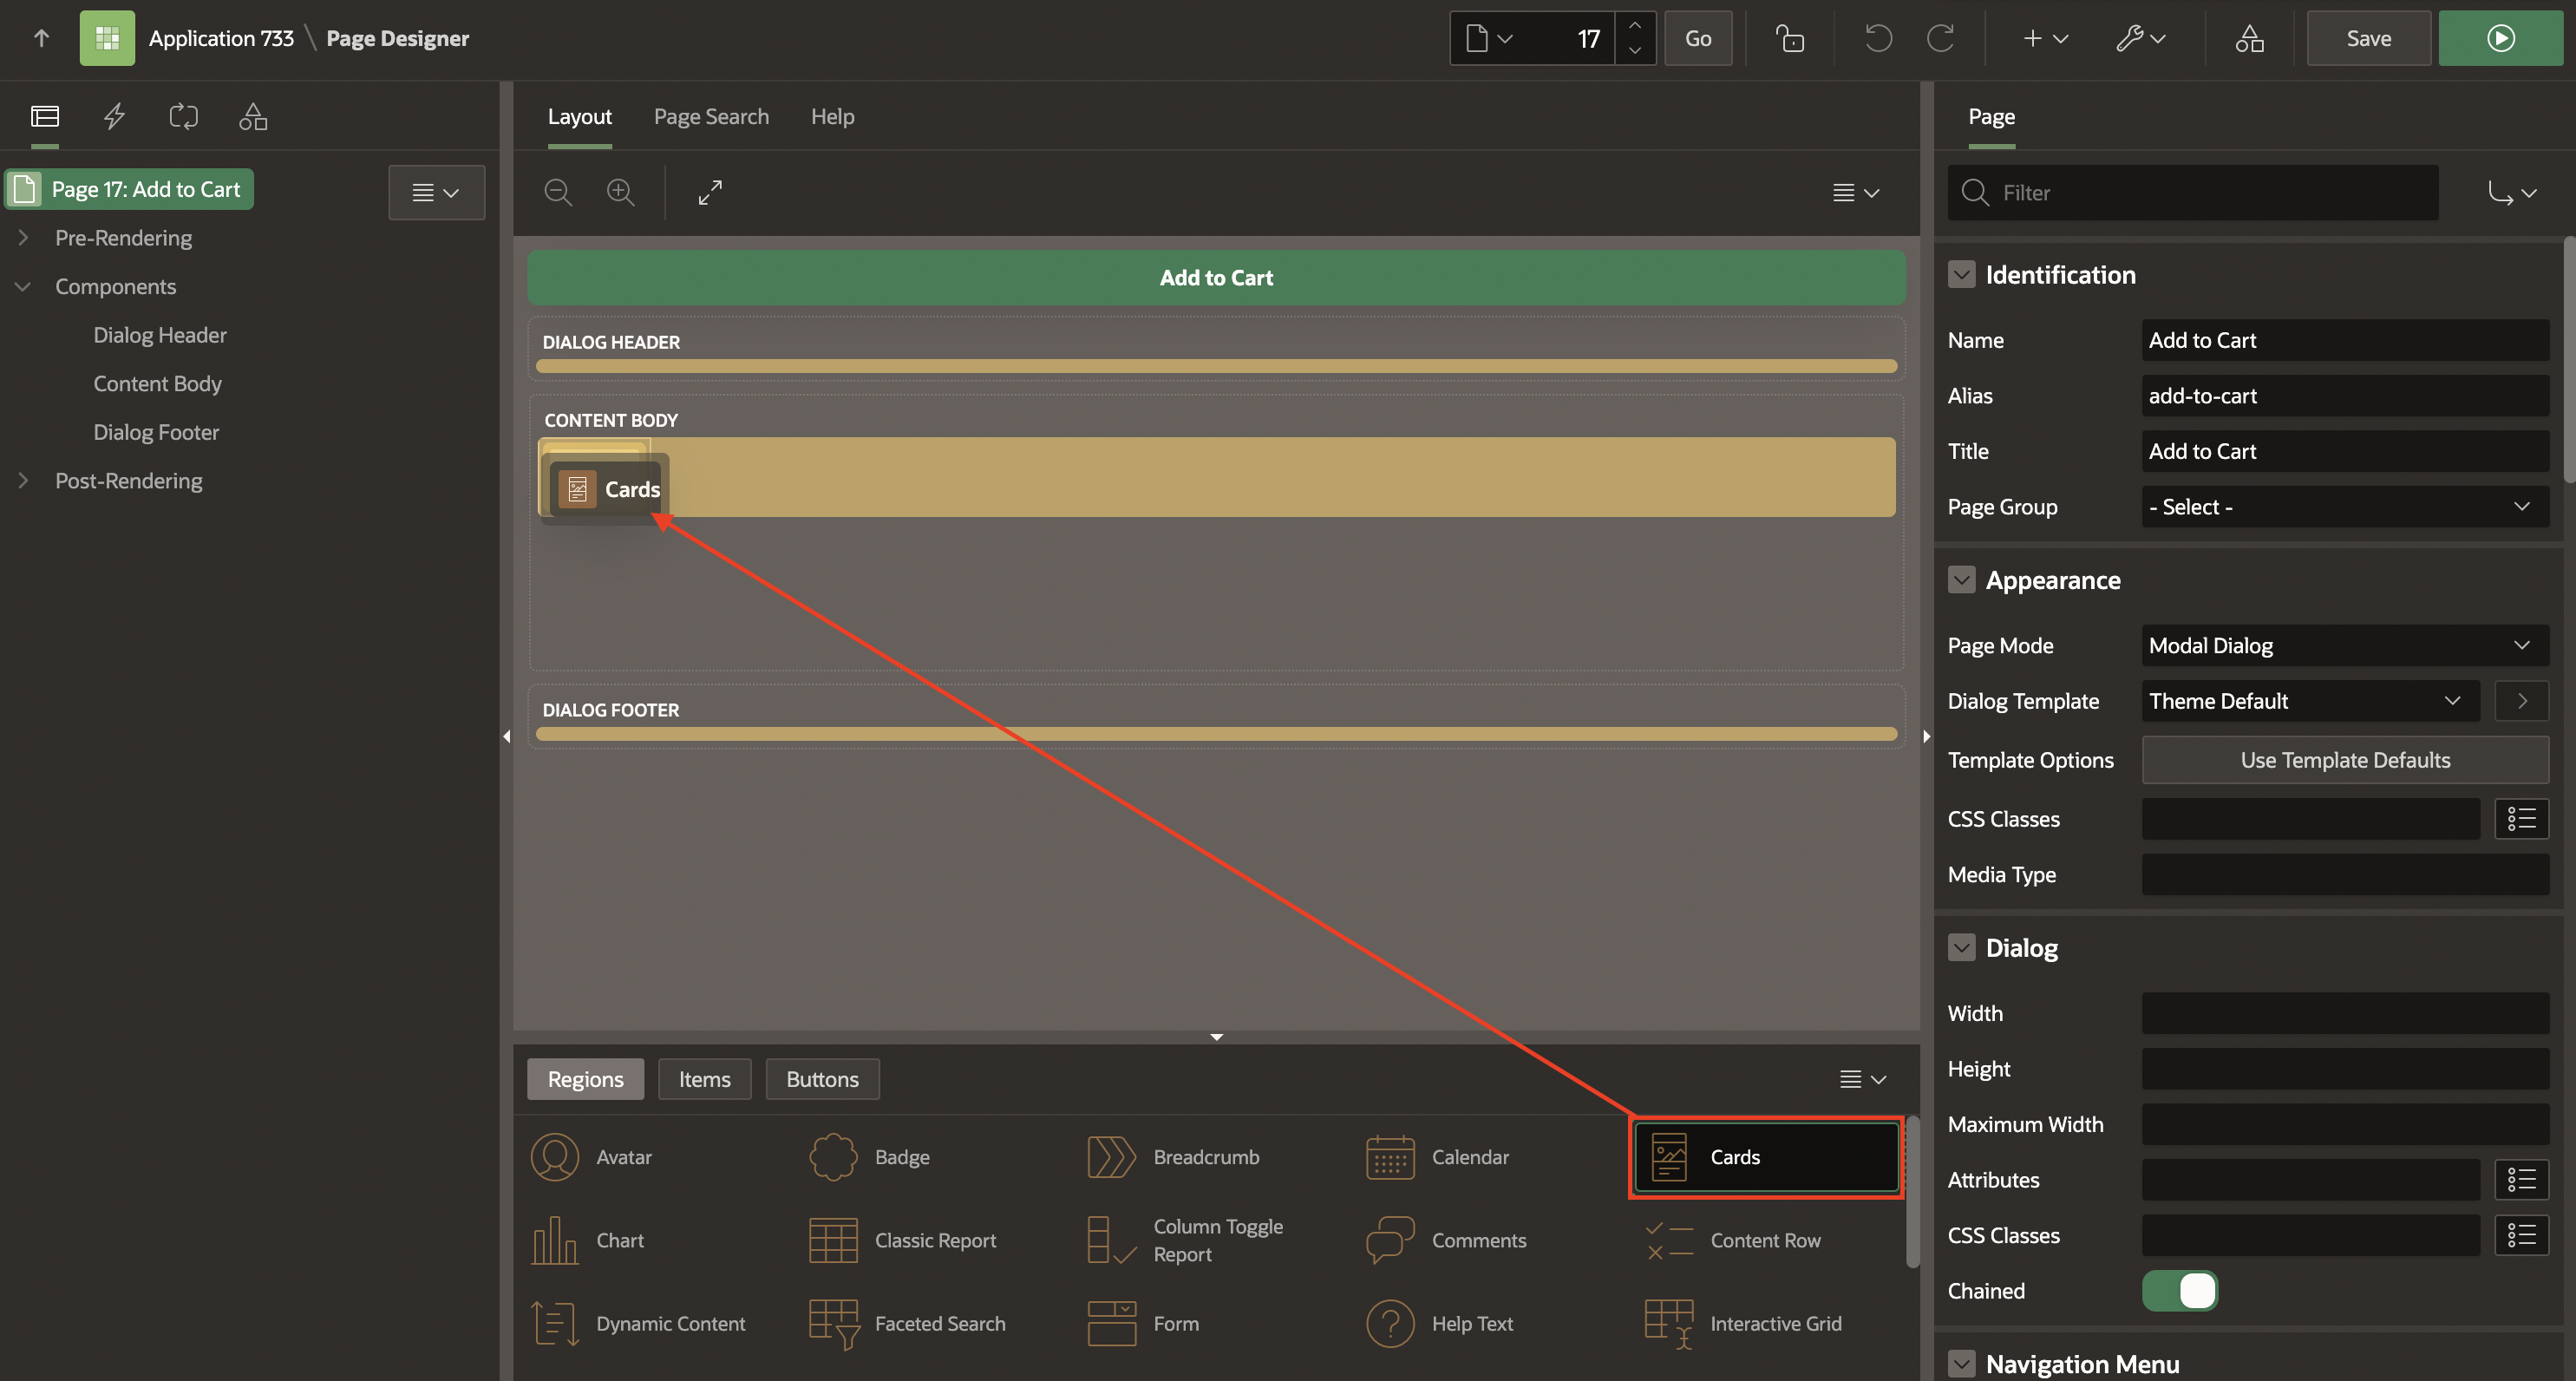 Application 733 \ Page Designer
17
Go
Save
Page 17: Add to Cart
Pre-Rendering
Components
Dialog Header
Content Body
Dialog Footer
Post-Rendering
Layout
Page Search
Help
Add to Cart
DIALOG HEADER
CONTENT BODY
Cards
DIALOG FOOTER
Regions
Items
Buttons
Avatar
Badge
Breadcrumb
Calendar
Cards
Chart
Classic Report
Column Toggle
Report
Comments
Content Row
Dynamic Content
Faceted Search
Form
Help Text
Interactive Grid
Page
Filter
Identification
Name
Add to Cart
Alias
add-to-cart
Title
Add to Cart
Page Group
- Select -
Appearance
Page Mode
Modal Dialog
Dialog Template
Theme Default
Template Options
Use Template Defaults
CSS Classes
Media Type
Dialog
Width
Height
Maximum Width
Attributes
CSS Classes
Chained
Navigation Menu